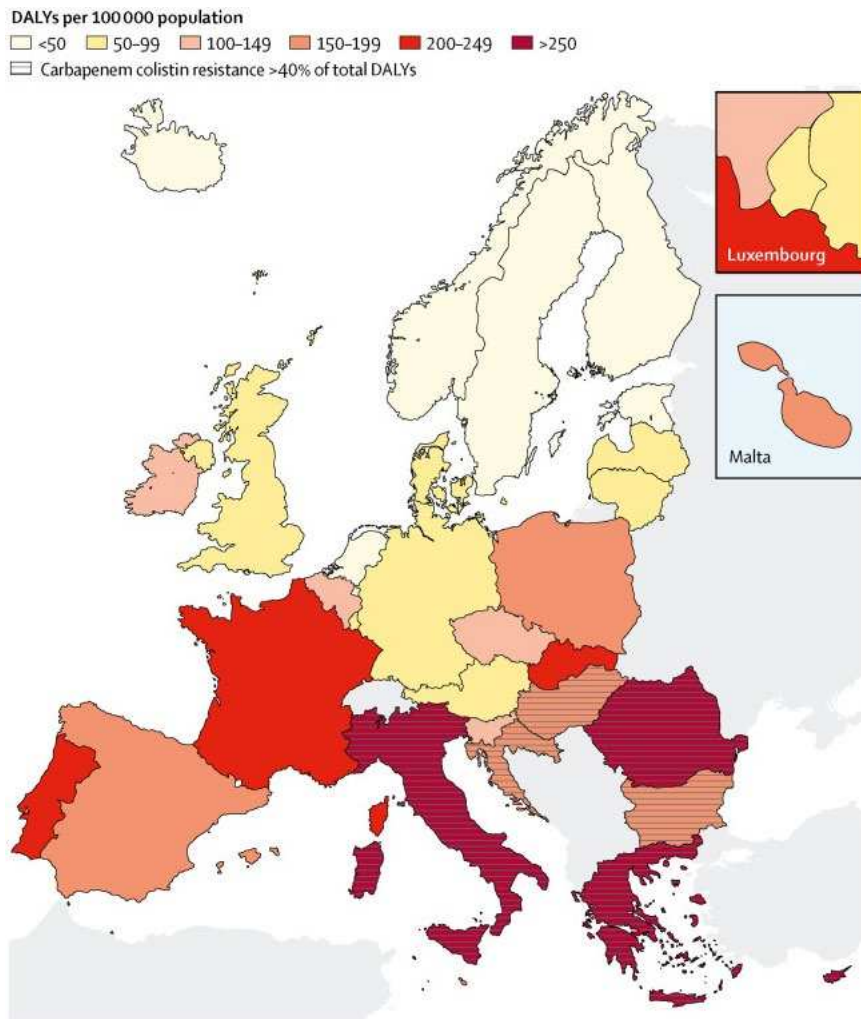 DALYs per 100 000 population
<50 50–99 100–149 150–199 200–249 >250
Carbapenem colistin resistance >40% of total DALYs
Luxembourg
Malta